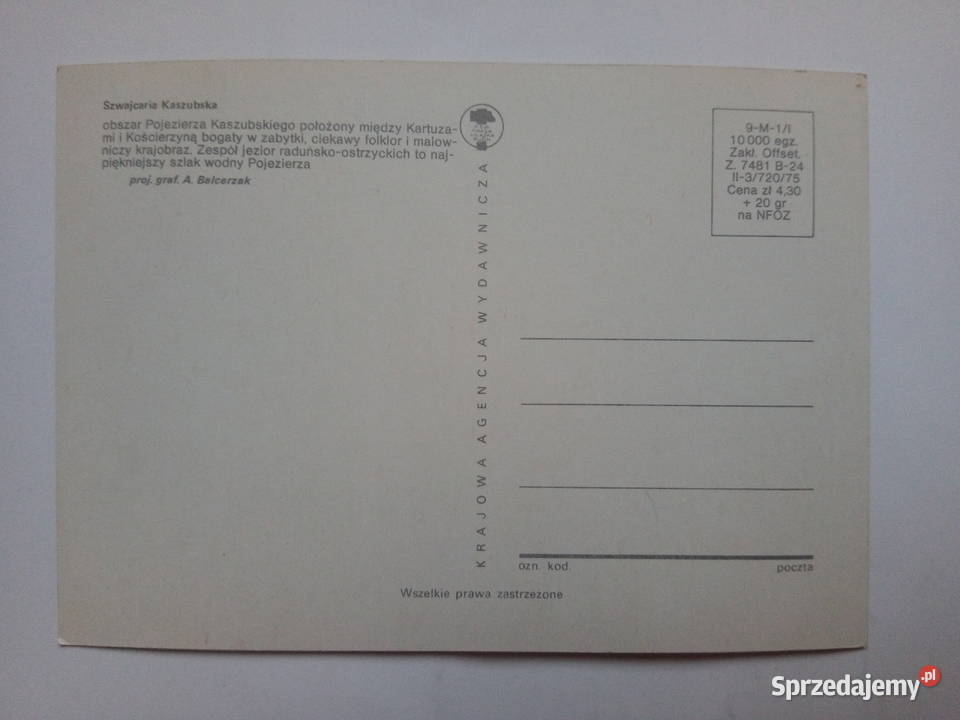 Szwajcaria Kaszubska
obszar Pojezierza Kaszubskiego położony między Kartuza-
mi i Kościerzyną bogaty w zabytki, ciekawy folklor i malow-
niczy krajobraz. Zespół jezior raduńsko-ostrzyckich to naj-
piękniejszy szlak wodny Pojezierza
proj. graf. A. Balcerzak
KRAJOWA AGENCJA WYDAWNICZA
9-M-1/I
10 000 egz.
Zakł. Offset.
Z. 7481 B-24
II-3/720/75
Cena zł 4,30
+ 20 gr
na NFOZ
ozn. kod.
poczta
Wszelkie prawa zastrzeżone
Sprzedajemy.pl